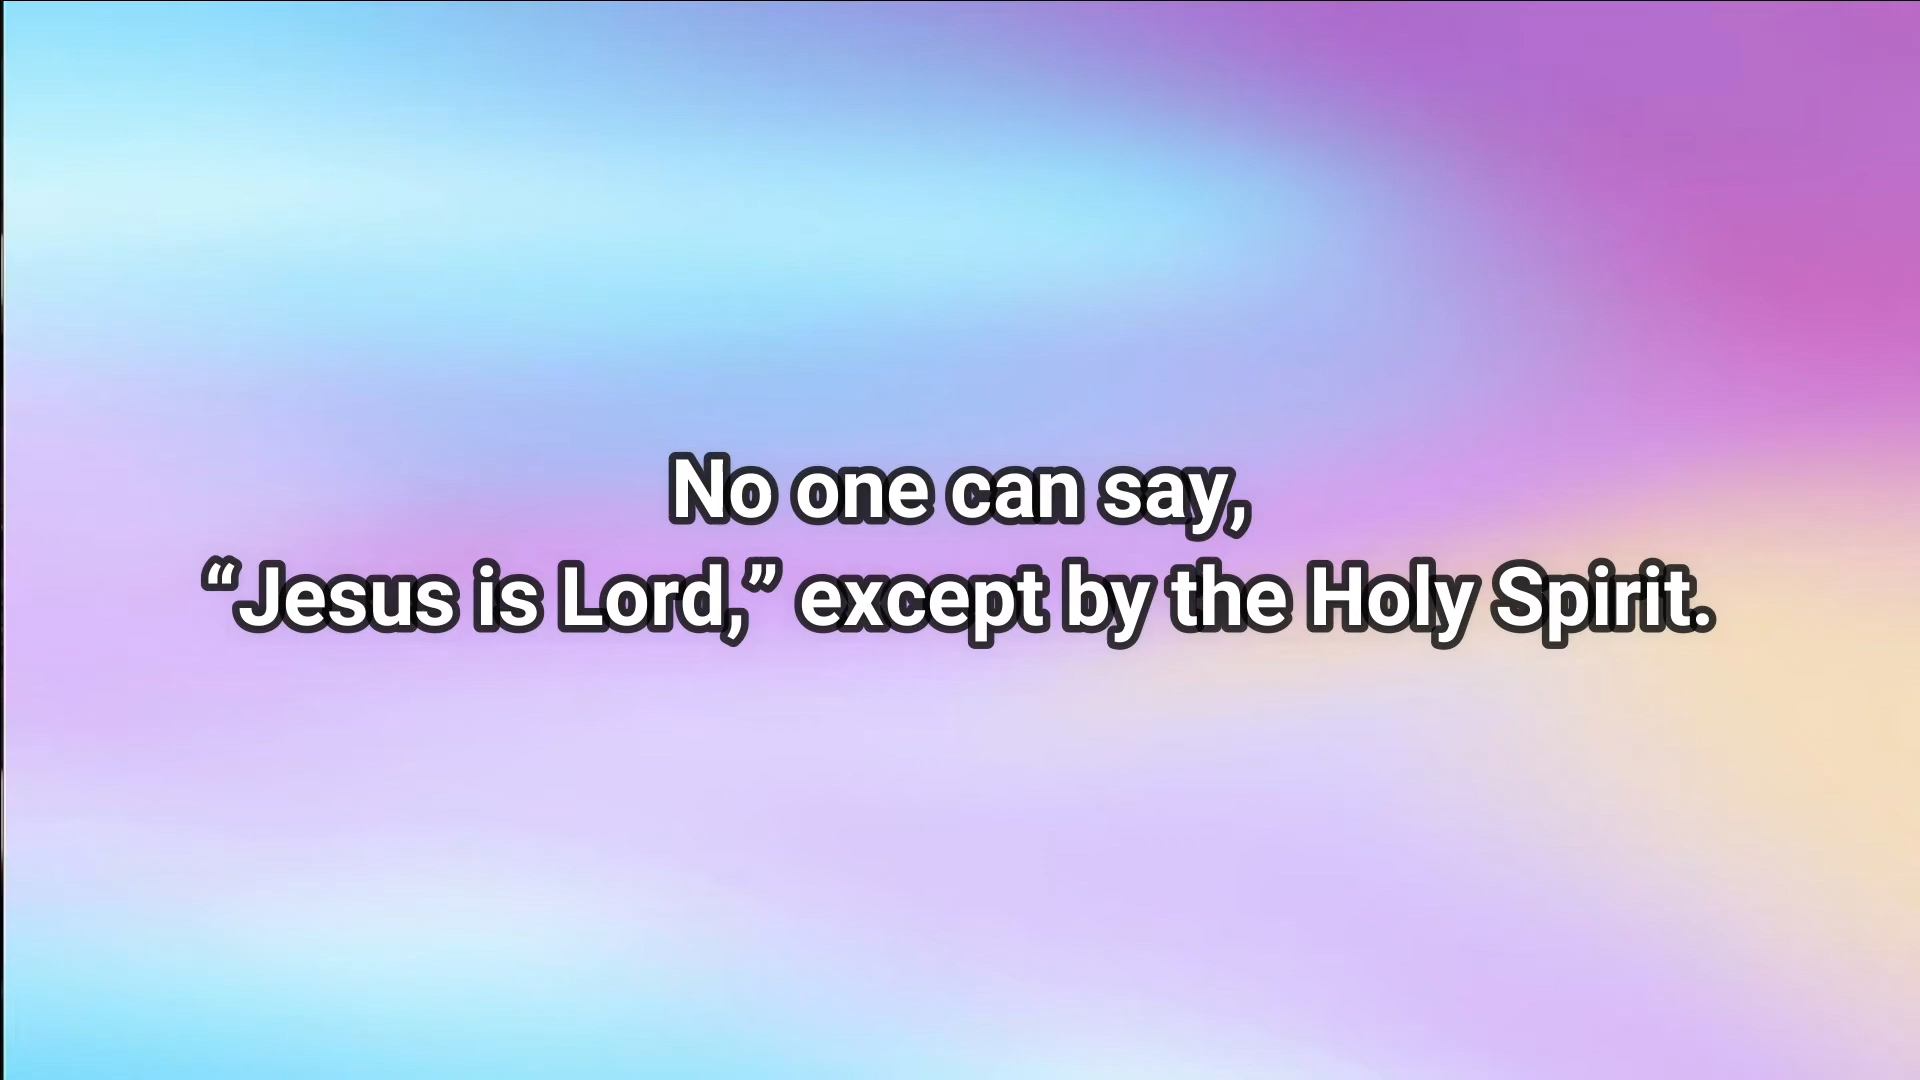 No one can say,
“Jesus is Lord,” except by the Holy Spirit.